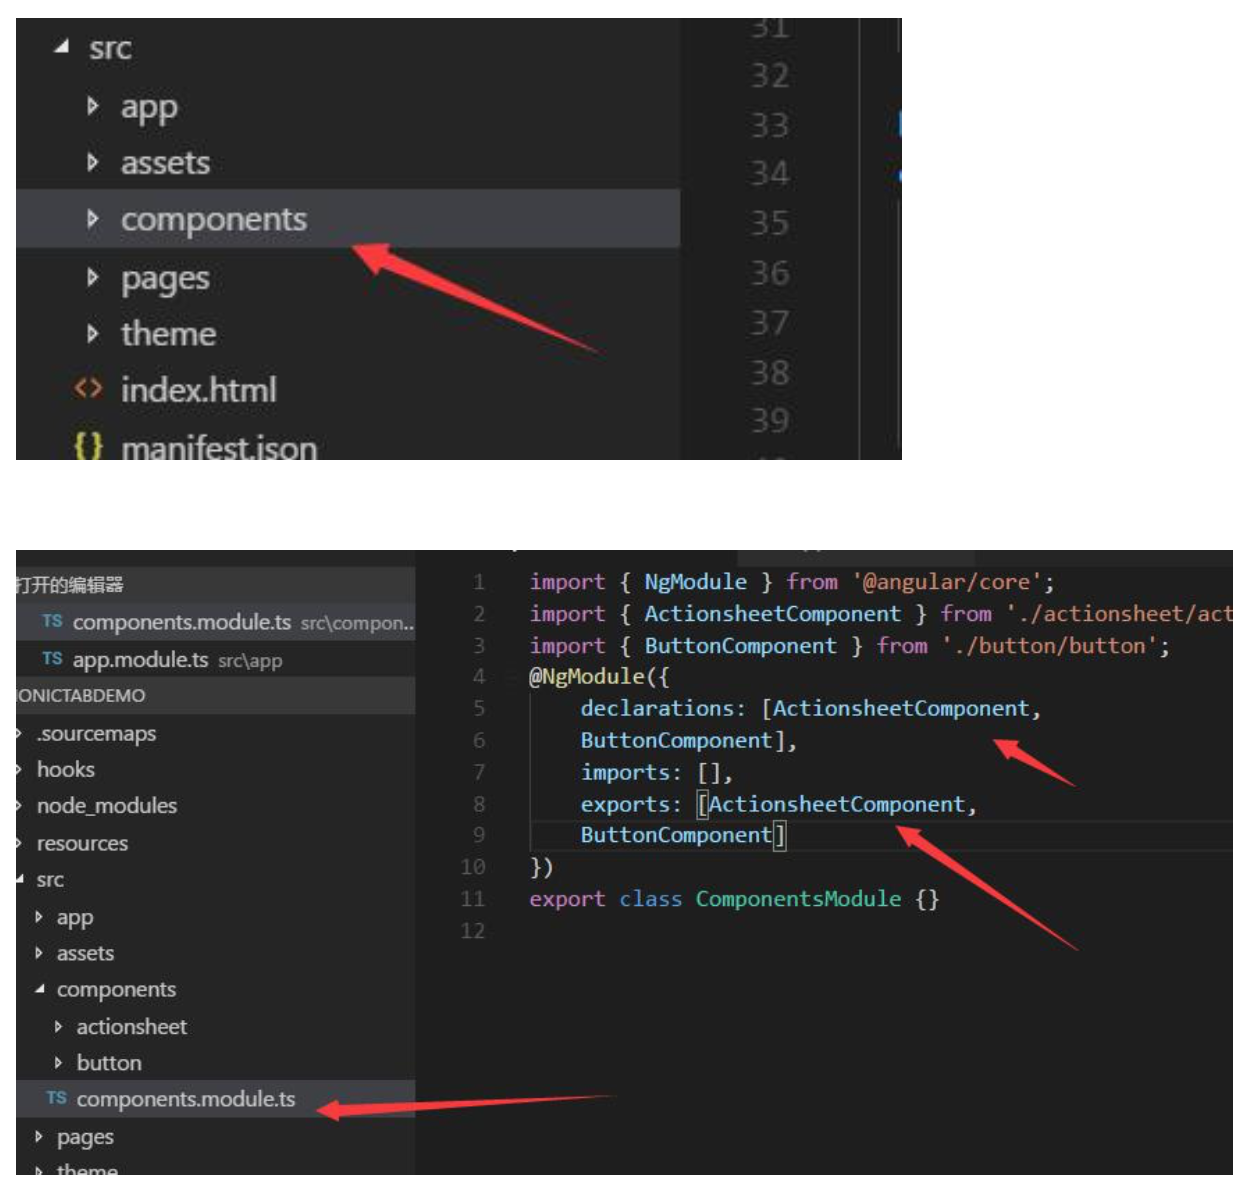 src
app
assets
components
pages
theme
index.html
manifest.json
31
32
33
34
35
36
37
38
39
打开的编辑器
TS components.module.ts src\compon...
TS app.module.ts src\app
IONICTABDEMO
.sourcemaps
hooks
node_modules
resources
src
app
assets
components
actionsheet
button
TS components.module.ts
pages
theme
1 import { NgModule } from '@angular/core';
2 import { ActionsheetComponent } from './actionsheet/act
3 import { ButtonComponent } from './button/button';
4 @NgModule({
5 declarations: [ActionsheetComponent,
6 ButtonComponent],
7 imports: [],
8 exports: [ActionsheetComponent,
9 ButtonComponent]
10 })
11 export class ComponentsModule {}
12